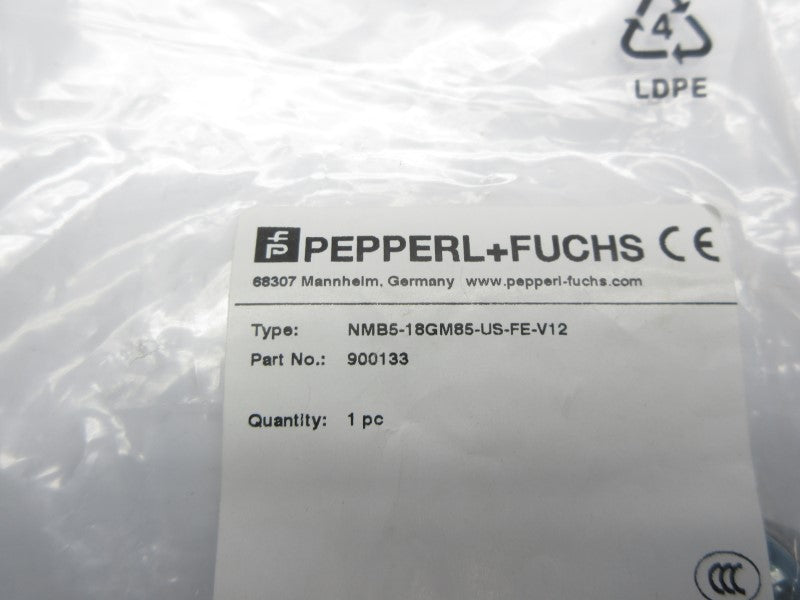 4
LDPE
PEPPERL+FUCHS CE
68307 Mannheim, Germany www.pepperl-fuchs.com
Type: NMB5-18GM85-US-FE-V12
Part No.: 900133
Quantity: 1 pc
CCC